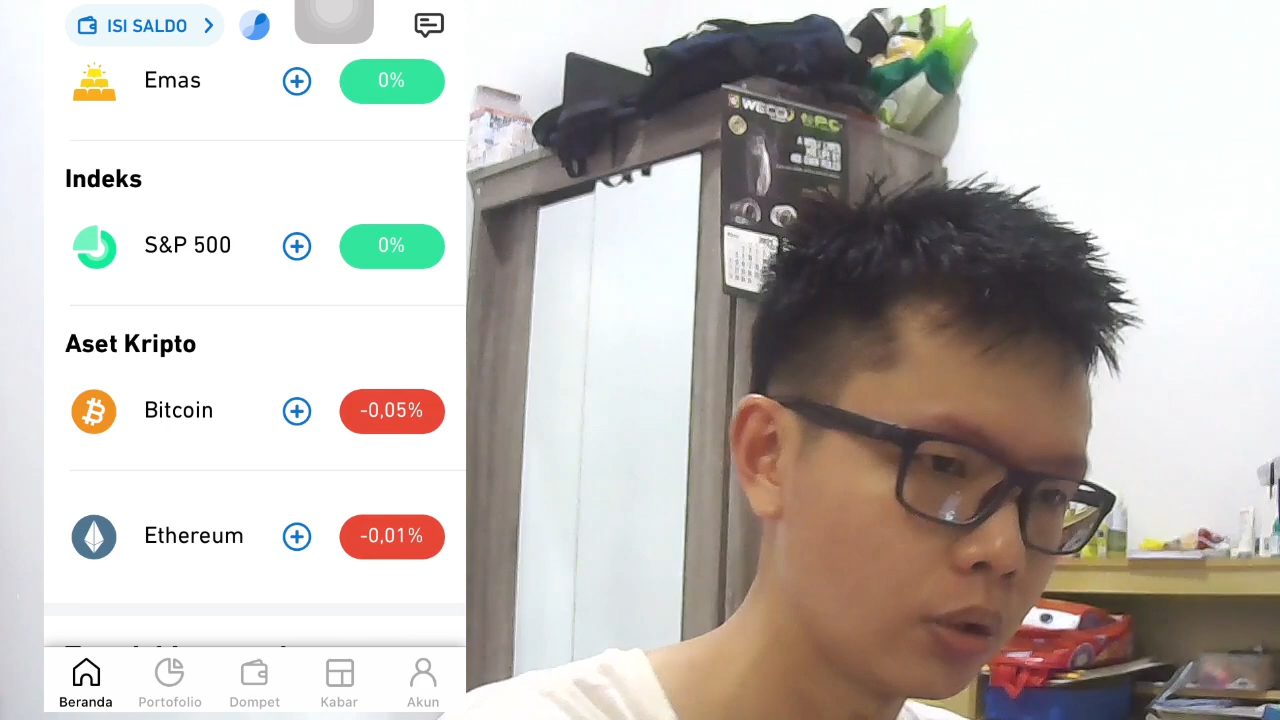 ISI SALDO
Emas
0%
Indeks
S&P 500
0%
Aset Kripto
Bitcoin
-0,05%
Ethereum
-0,01%
Beranda
Portofolio
Dompet
Kabar
Akun
WECO